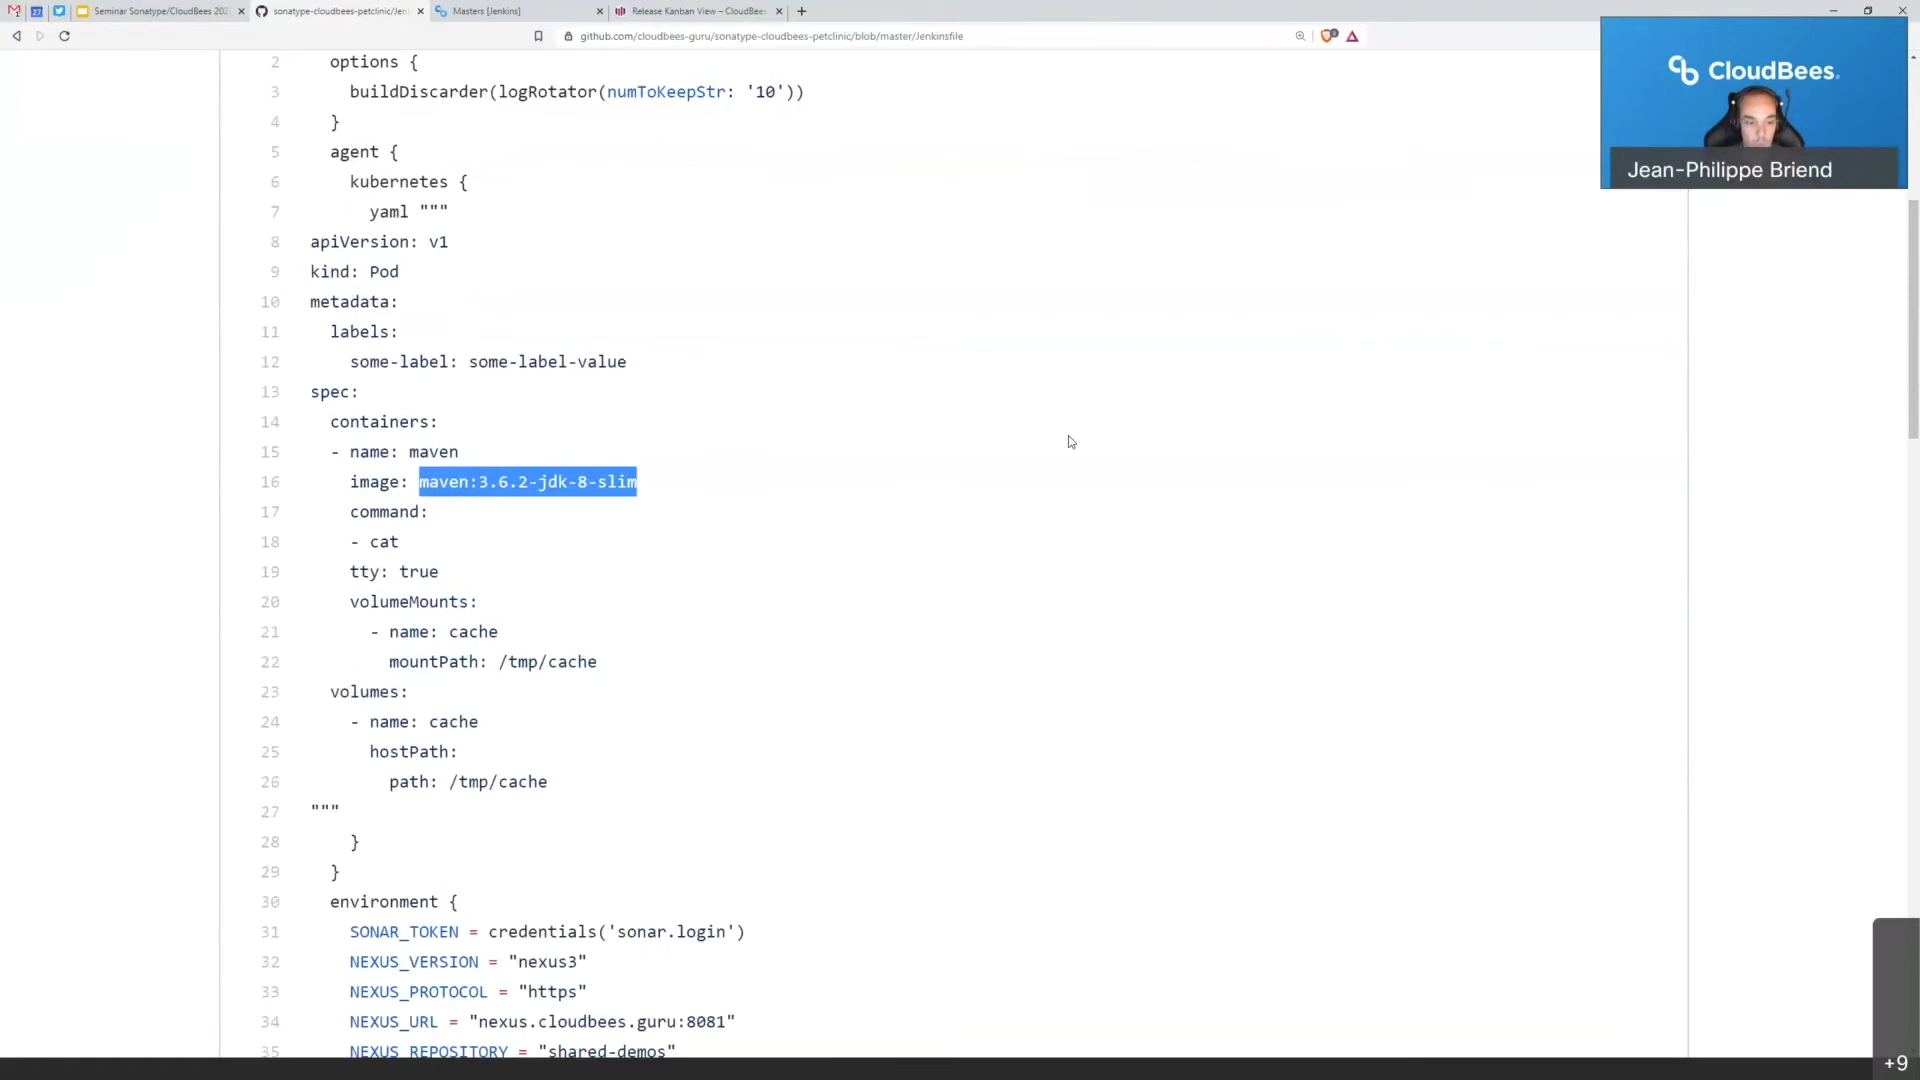 Seminar Sonatype/CloudBees 202
sonatype-cloudbees-petclinic/Jen
Masters [Jenkins]
Release Kanban View – CloudBees
github.com/cloudbees-guru/sonatype-cloudbees-petclinic/blob/master/Jenkinsfile
CloudBees.
Jean-Philippe Briend
2 options {
3 buildDiscarder(logRotator(numToKeepStr: '10'))
4 }
5 agent {
6 kubernetes {
7 yaml """
8 apiVersion: v1
9 kind: Pod
10 metadata:
11 labels:
12 some-label: some-label-value
13 spec:
14 containers:
15 - name: maven
16 image: maven:3.6.2-jdk-8-slim
17 command:
18 - cat
19 tty: true
20 volumeMounts:
21 - name: cache
22 mountPath: /tmp/cache
23 volumes:
24 - name: cache
25 hostPath:
26 path: /tmp/cache
27 """
28 }
29 }
30 environment {
31 SONAR_TOKEN = credentials('sonar.login')
32 NEXUS_VERSION = "nexus3"
33 NEXUS_PROTOCOL = "https"
34 NEXUS_URL = "nexus.cloudbees.guru:8081"
35 NEXUS_REPOSITORY = "shared-demos"
+9